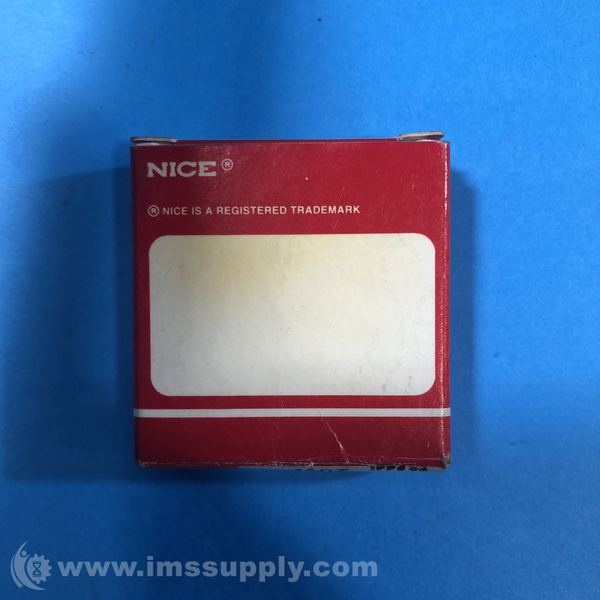 NICE®
® NICE IS A REGISTERED TRADEMARK
www.imssupply.com